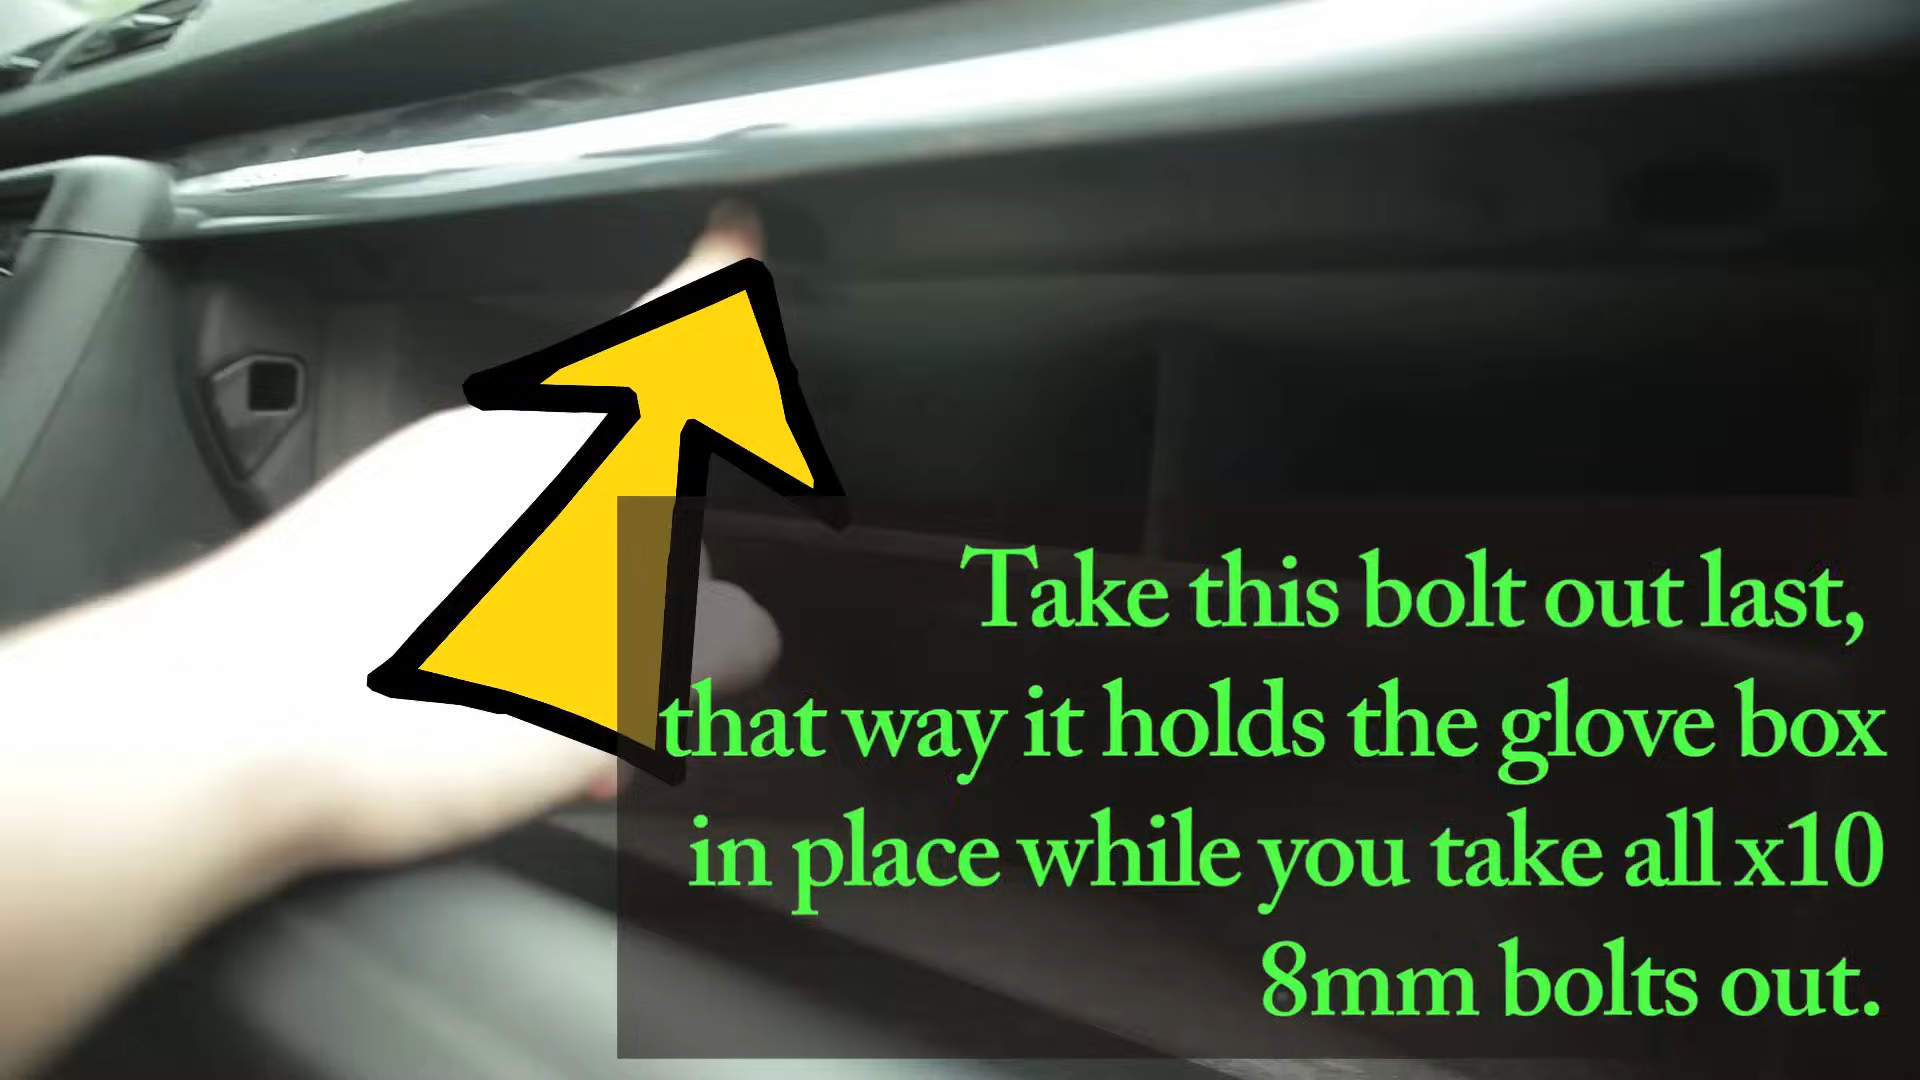 Take this bolt out last,
that way it holds the glove box
in place while you take all x10
8mm bolts out.